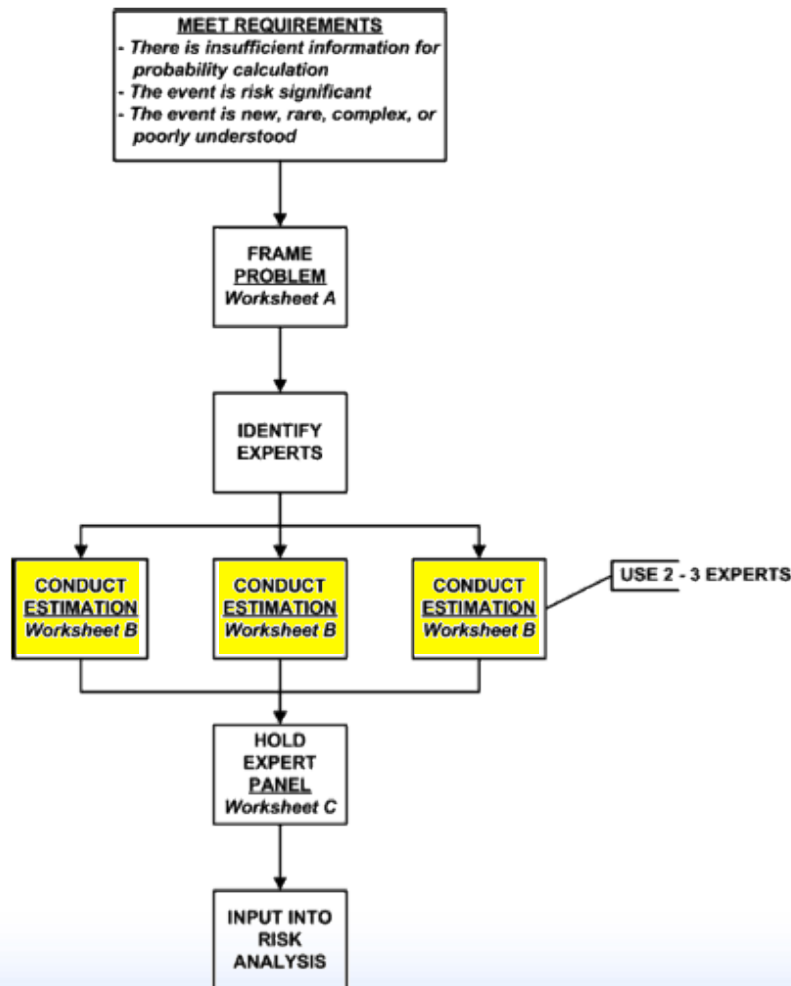 MEET REQUIREMENTS
- There is insufficient information for
probability calculation
- The event is risk significant
- The event is new, rare, complex, or
poorly understood
FRAME
PROBLEM
Worksheet A
IDENTIFY
EXPERTS
CONDUCT
ESTIMATION
Worksheet B
CONDUCT
ESTIMATION
Worksheet B
CONDUCT
ESTIMATION
Worksheet B
USE 2 - 3 EXPERTS
HOLD
EXPERT
PANEL
Worksheet C
INPUT INTO
RISK
ANALYSIS